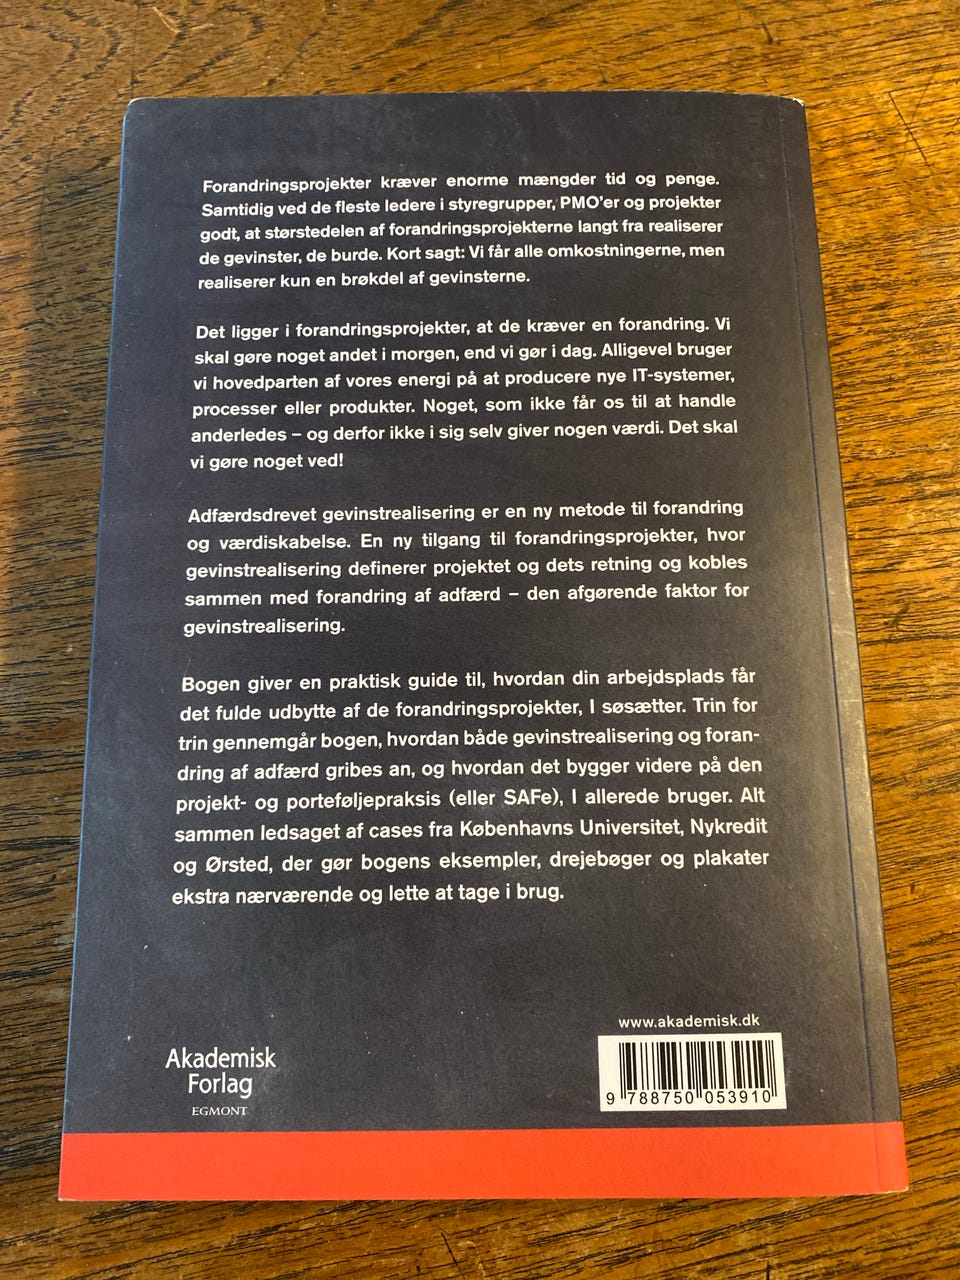 Forandringsprojekter kræver enorme mængder tid og penge.
Samtidig ved de fleste ledere i styregrupper, PMO'er og projekter
godt, at størstedelen af forandringsprojekterne langt fra realiserer
de gevinster, de burde. Kort sagt: Vi får alle omkostningerne, men
realiserer kun en brøkdel af gevinsterne.
Det ligger i forandringsprojekter, at de kræver en forandring. Vi
skal gøre noget andet i morgen, end vi gør i dag. Alligevel bruger
vi hovedparten af vores energi på at producere nye IT-systemer,
processer eller produkter. Noget, som ikke får os til at handle
anderledes – og derfor ikke i sig selv giver nogen værdi. Det skal
vi gøre noget ved!
Adfærdsdrevet gevinstrealisering er en ny metode til forandring
og værdiskabelse. En ny tilgang til forandringsprojekter, hvor
gevinstrealisering definerer projektet og dets retning og kobles
sammen med forandring af adfærd – den afgørende faktor for
gevinstrealisering.
Bogen giver en praktisk guide til, hvordan din arbejdsplads får
det fulde udbytte af de forandringsprojekter, I søsætter. Trin for
trin gennemgår bogen, hvordan både gevinstrealisering og foran-
dring af adfærd gribes an, og hvordan det bygger videre på den
projekt- og porteføljepraksis (eller SAFe), I allerede bruger. Alt
sammen ledsaget af cases fra Københavns Universitet, Nykredit
og Ørsted, der gør bogens eksempler, drejebøger og plakater
ekstra nærværende og lette at tage i brug.
www.akademisk.dk
Akademisk
Forlag
EGMONT
9 788750 053910